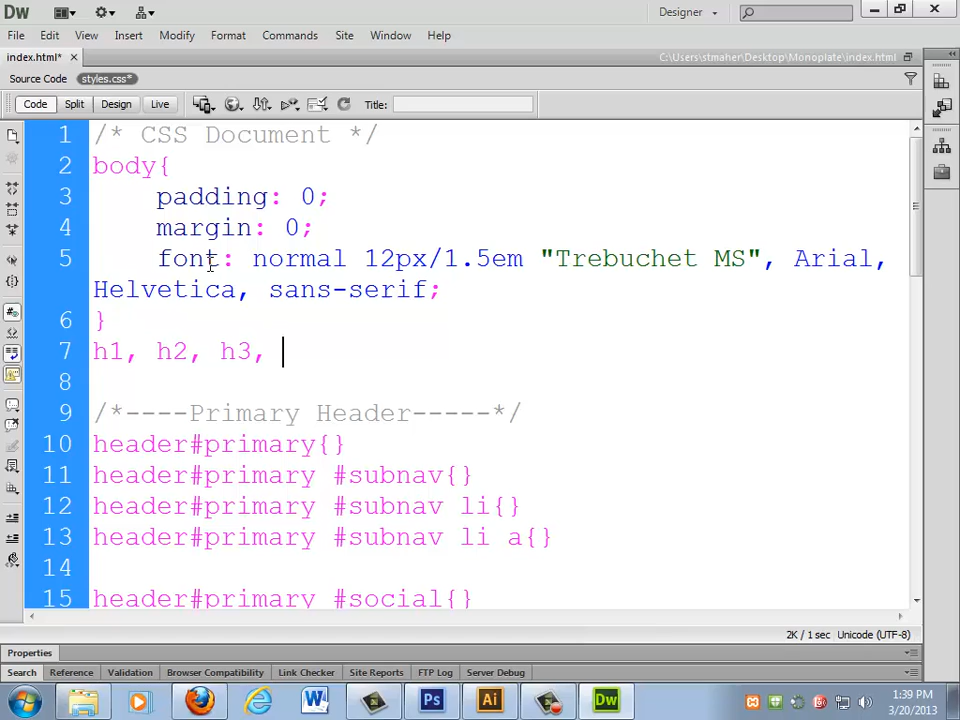 Dw
Designer
File Edit View Insert Modify Format Commands Site Window Help
index.html* ×
C:\Users\stmaher\Desktop\Monoplate\index.html
Source Code styles.css*
Code Split Design Live Title:
1 /* CSS Document */
2 body{
3 padding: 0;
4 margin: 0;
5 font: normal 12px/1.5em "Trebuchet MS", Arial,
Helvetica, sans-serif;
6 }
7 h1, h2, h3,
8
9 /*----Primary Header-----*/
10 header#primary{}
11 header#primary #subnav{}
12 header#primary #subnav li{}
13 header#primary #subnav li a{}
14
15 header#primary #social{}
2K / 1 sec Unicode (UTF-8)
Properties
Search Reference Validation Browser Compatibility Link Checker Site Reports FTP Log Server Debug
W Ps Ai Dw
1:39 PM
3/20/2013